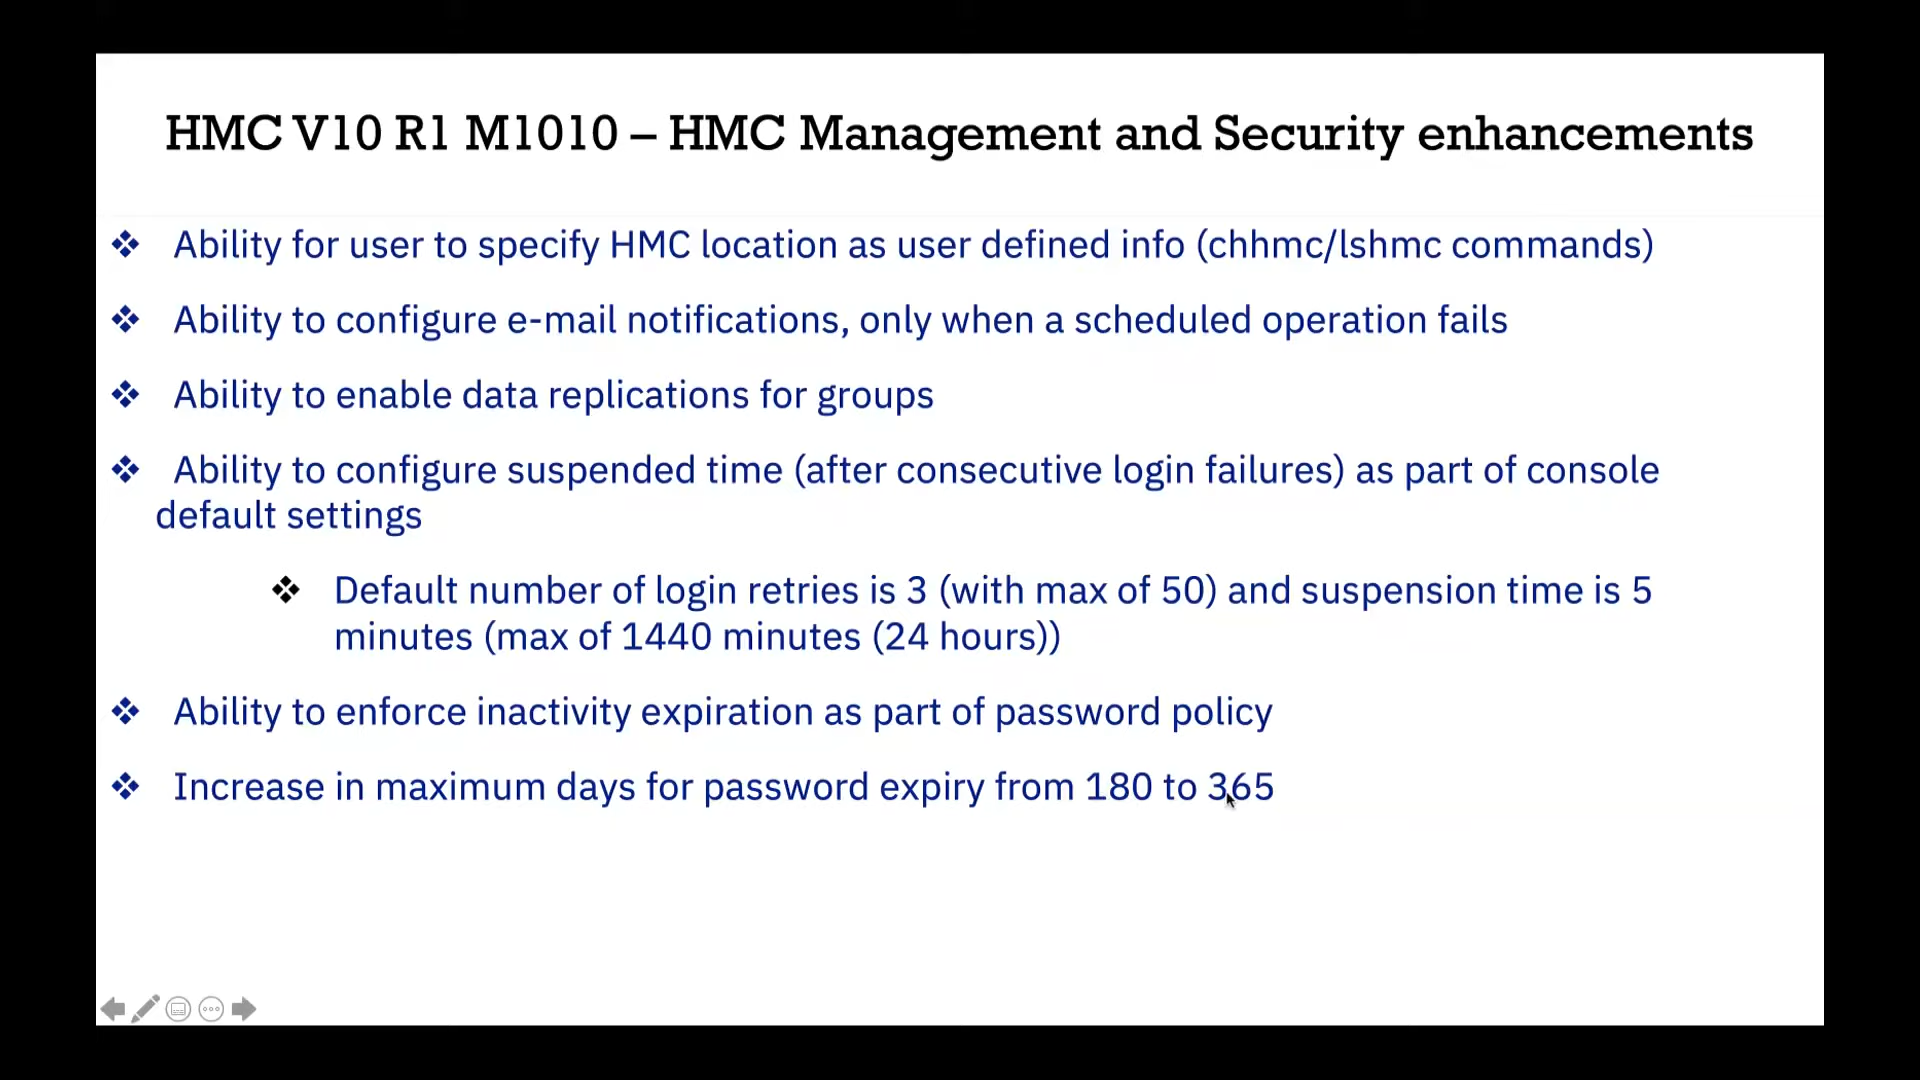 HMC V10 R1 M1010 – HMC Management and Security enhancements
❖ Ability for user to specify HMC location as user defined info (chhmc/lshmc commands)
❖ Ability to configure e-mail notifications, only when a scheduled operation fails
❖ Ability to enable data replications for groups
❖ Ability to configure suspended time (after consecutive login failures) as part of console
default settings
❖ Default number of login retries is 3 (with max of 50) and suspension time is 5
minutes (max of 1440 minutes (24 hours))
❖ Ability to enforce inactivity expiration as part of password policy
❖ Increase in maximum days for password expiry from 180 to 365